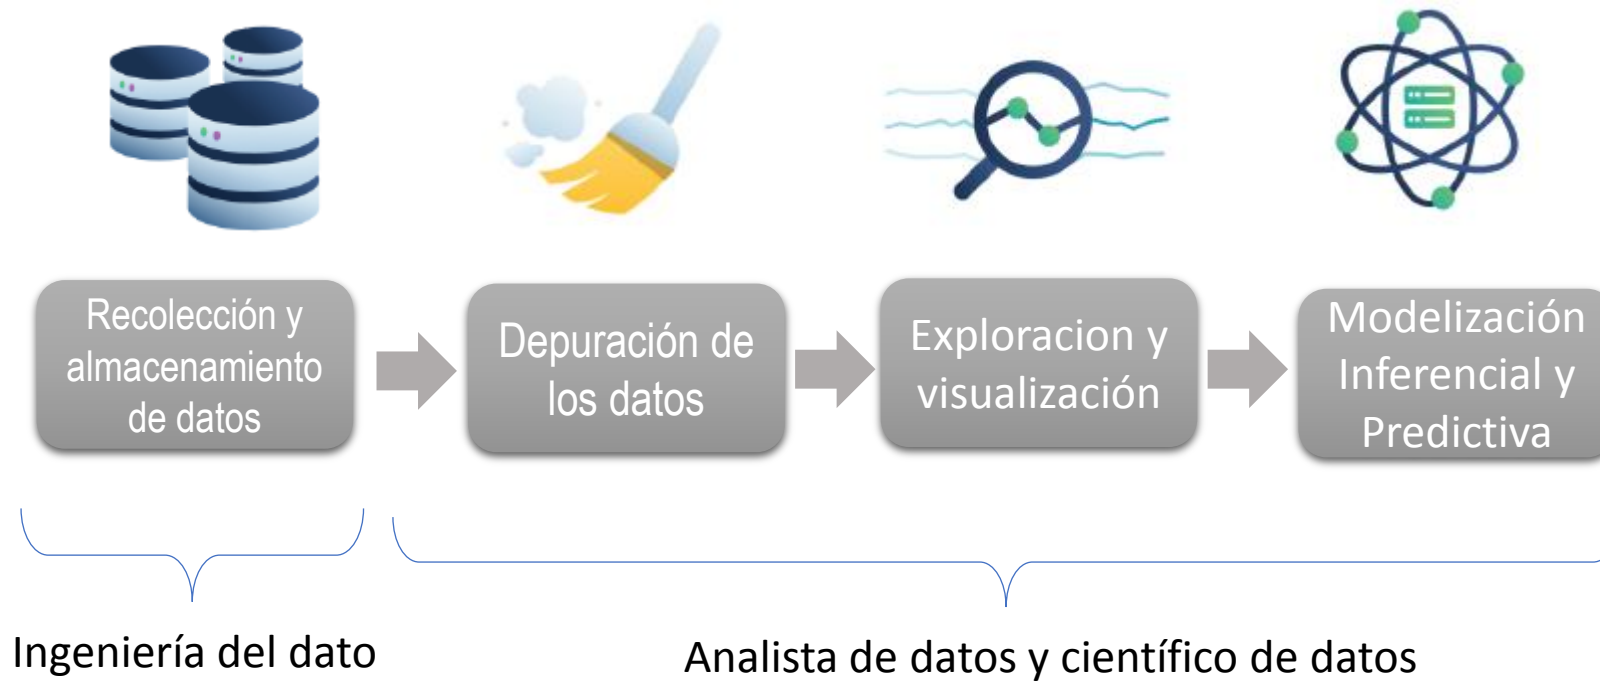 Recolección y
almacenamiento
de datos
Depuración de
los datos
Exploracion y
visualización
Modelización
Inferencial y
Predictiva
Ingeniería del dato
Analista de datos y científico de datos